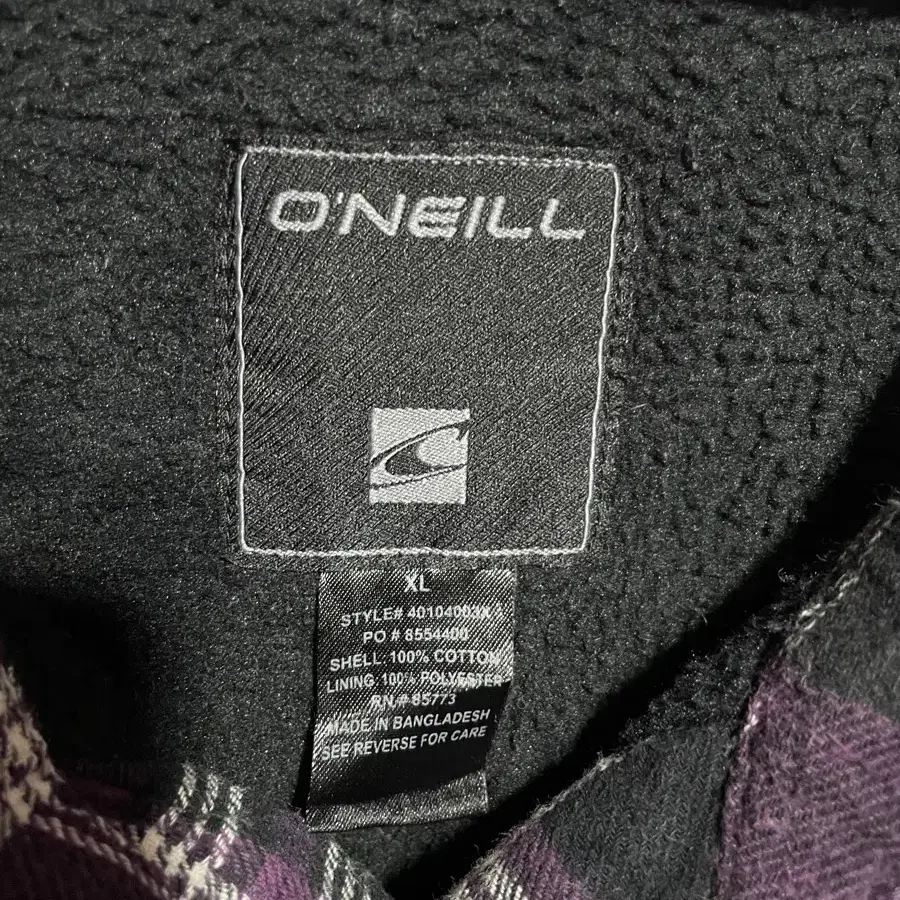 O'NEILL
XL
STYLE# 40104003X
PO # 8554400
SHELL: 100% COTTON
LINING: 100% POLYESTER
RN # 85773
MADE IN BANGLADESH
SEE REVERSE FOR CARE